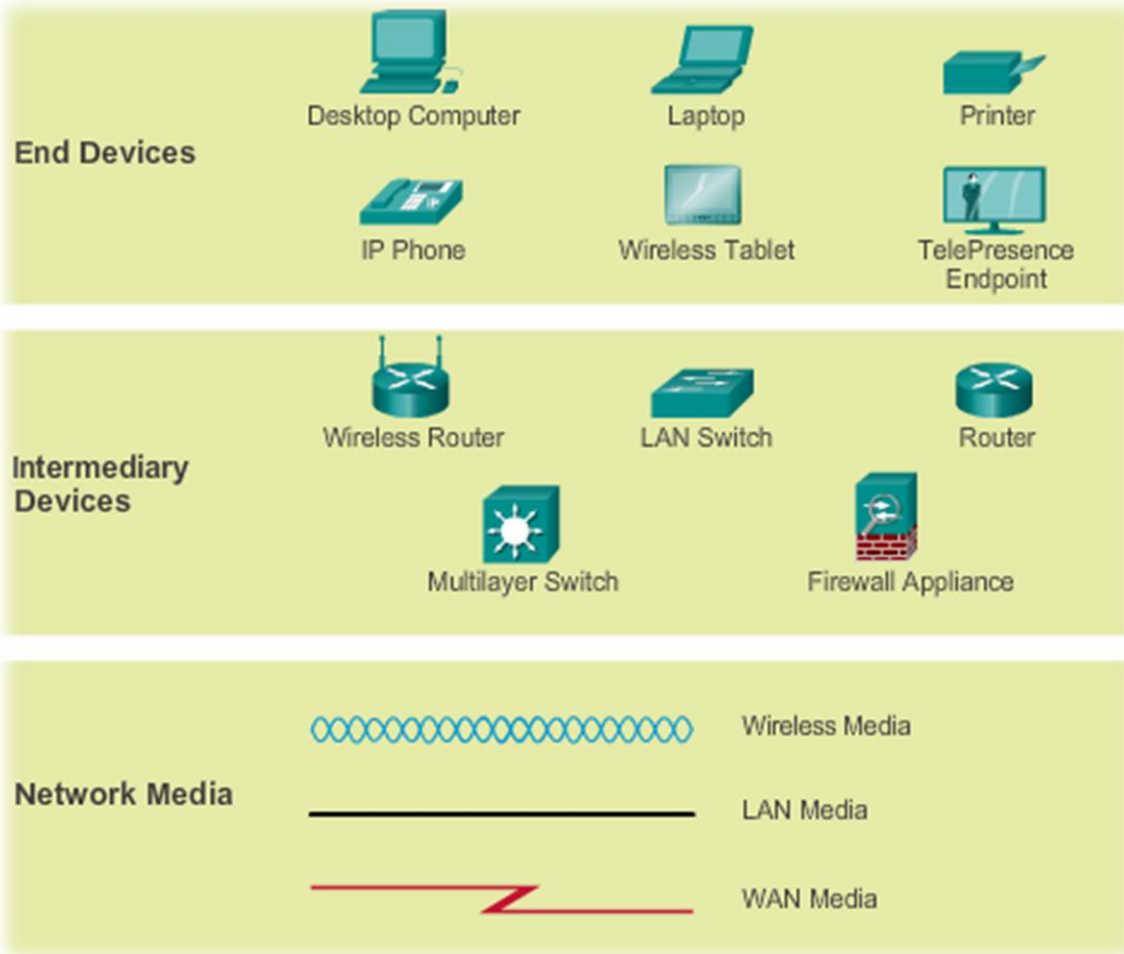 Desktop Computer
Laptop
Printer
End Devices
IP Phone
Wireless Tablet
TelePresence
Endpoint
Wireless Router
LAN Switch
Router
Intermediary
Devices
Multilayer Switch
Firewall Appliance
Wireless Media
Network Media
LAN Media
WAN Media